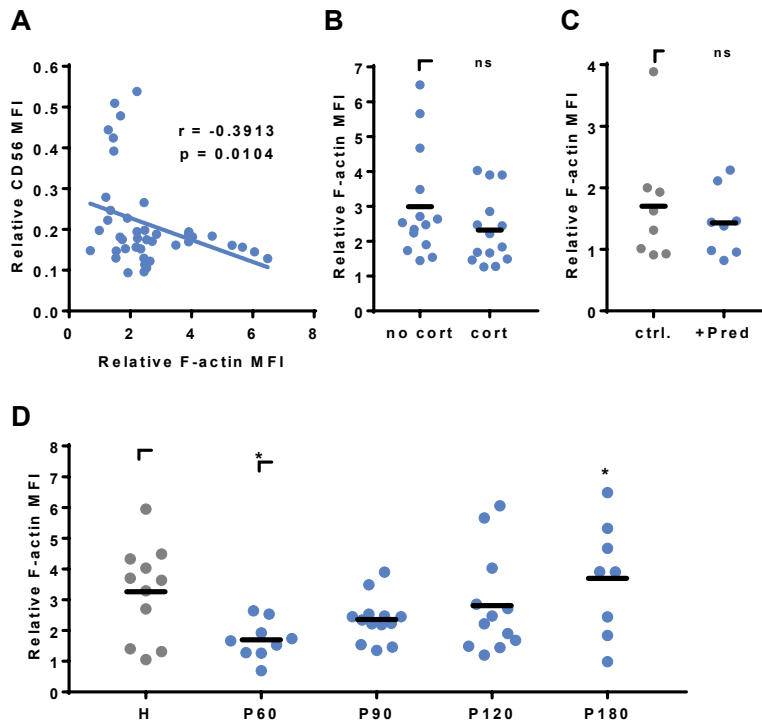 A
Relative CD56 MFI
0.6
0.5
0.4
0.3
0.2
0.1
0.0
r = -0.3913
p = 0.0104
0 2 4 6 8
Relative F-actin MFI
B
Relative F-actin MFI
7
6
5
4
3
2
1
0
ns
no cort cort
C
Relative F-actin MFI
4
3
2
1
0
ns
ctrl. +Pred
D
Relative F-actin MFI
8
7
6
5
4
3
2
1
0
*
*
H P60 P90 P120 P180